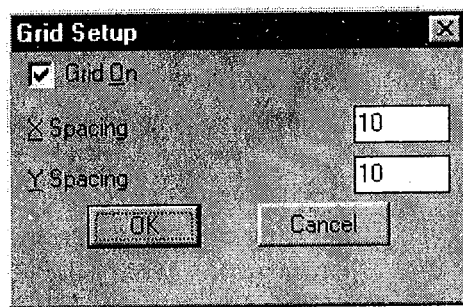 Grid Setup
Grid On
X Spacing 10
Y Spacing 10
OK Cancel